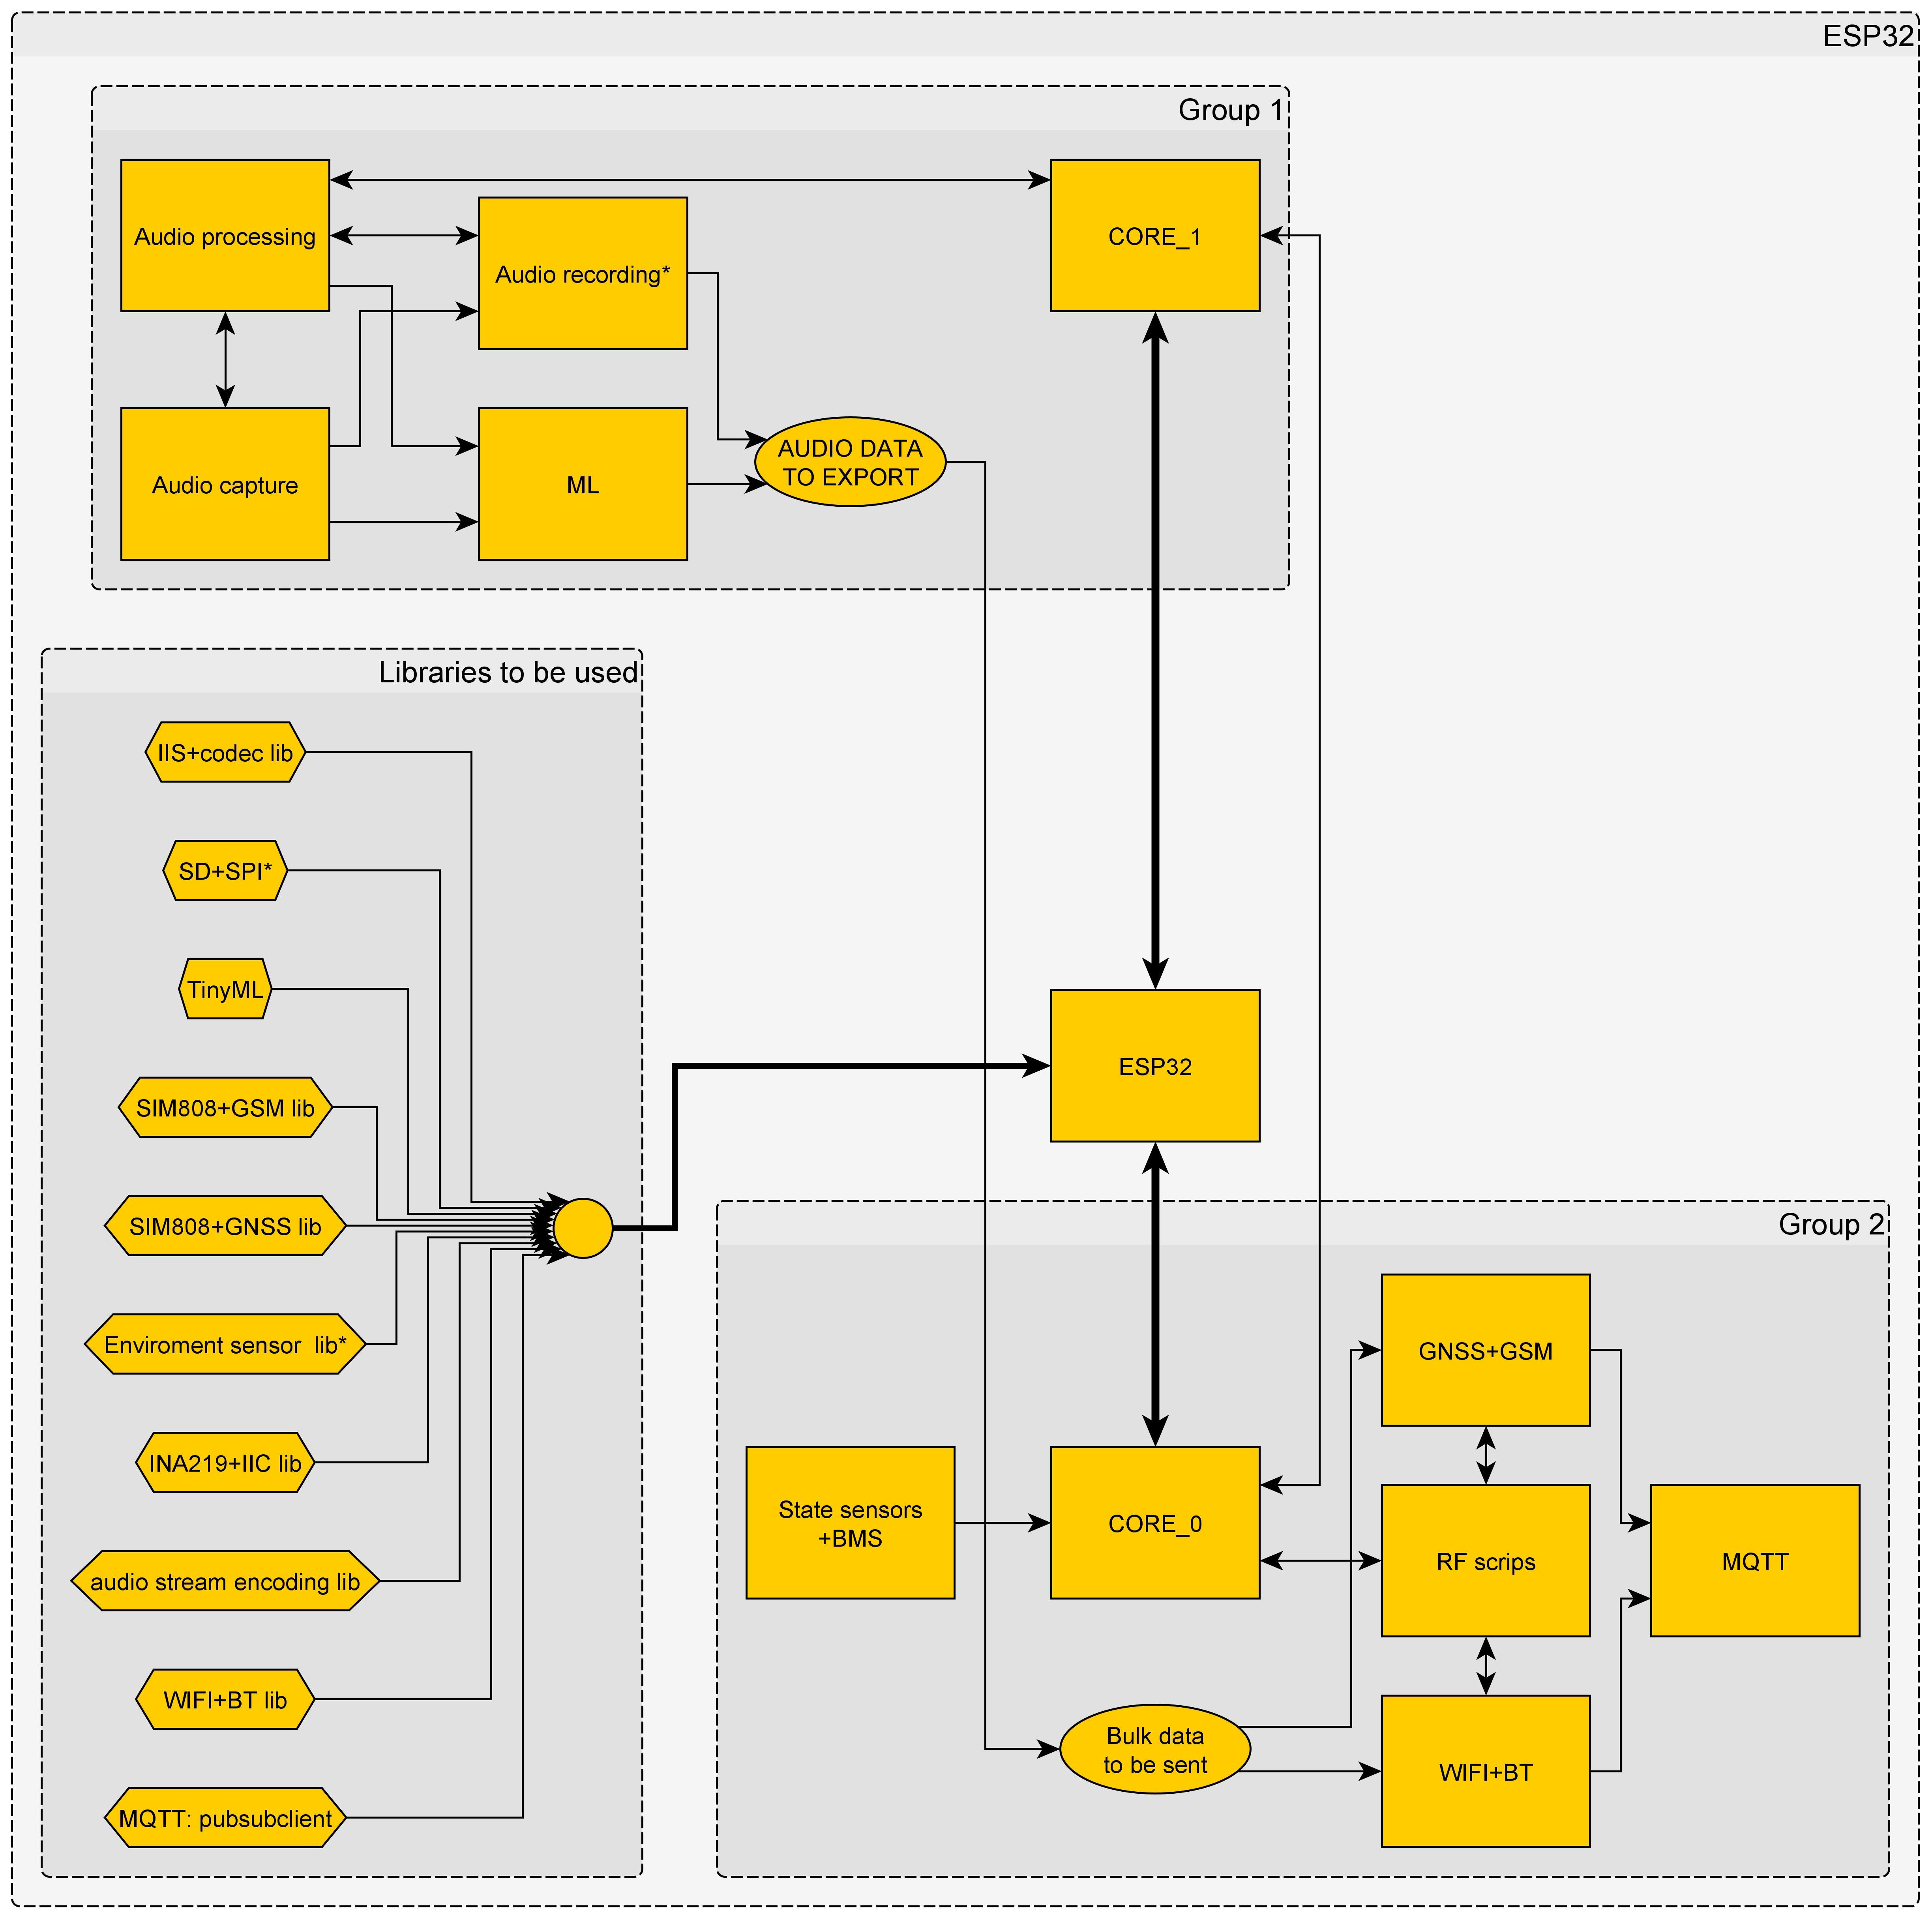 ESP32
Group 1
Audio processing
Audio recording*
CORE_1
Audio capture
ML
AUDIO DATA
TO EXPORT
Libraries to be used
IIS+codec lib
SD+SPI*
TinyML
SIM808+GSM lib
SIM808+GNSS lib
Enviroment sensor  lib*
INA219+IIC lib
audio stream encoding lib
WIFI+BT lib
MQTT: pubsubclient
ESP32
Group 2
GNSS+GSM
State sensors
+BMS
CORE_0
RF scrips
MQTT
Bulk data
to be sent
WIFI+BT